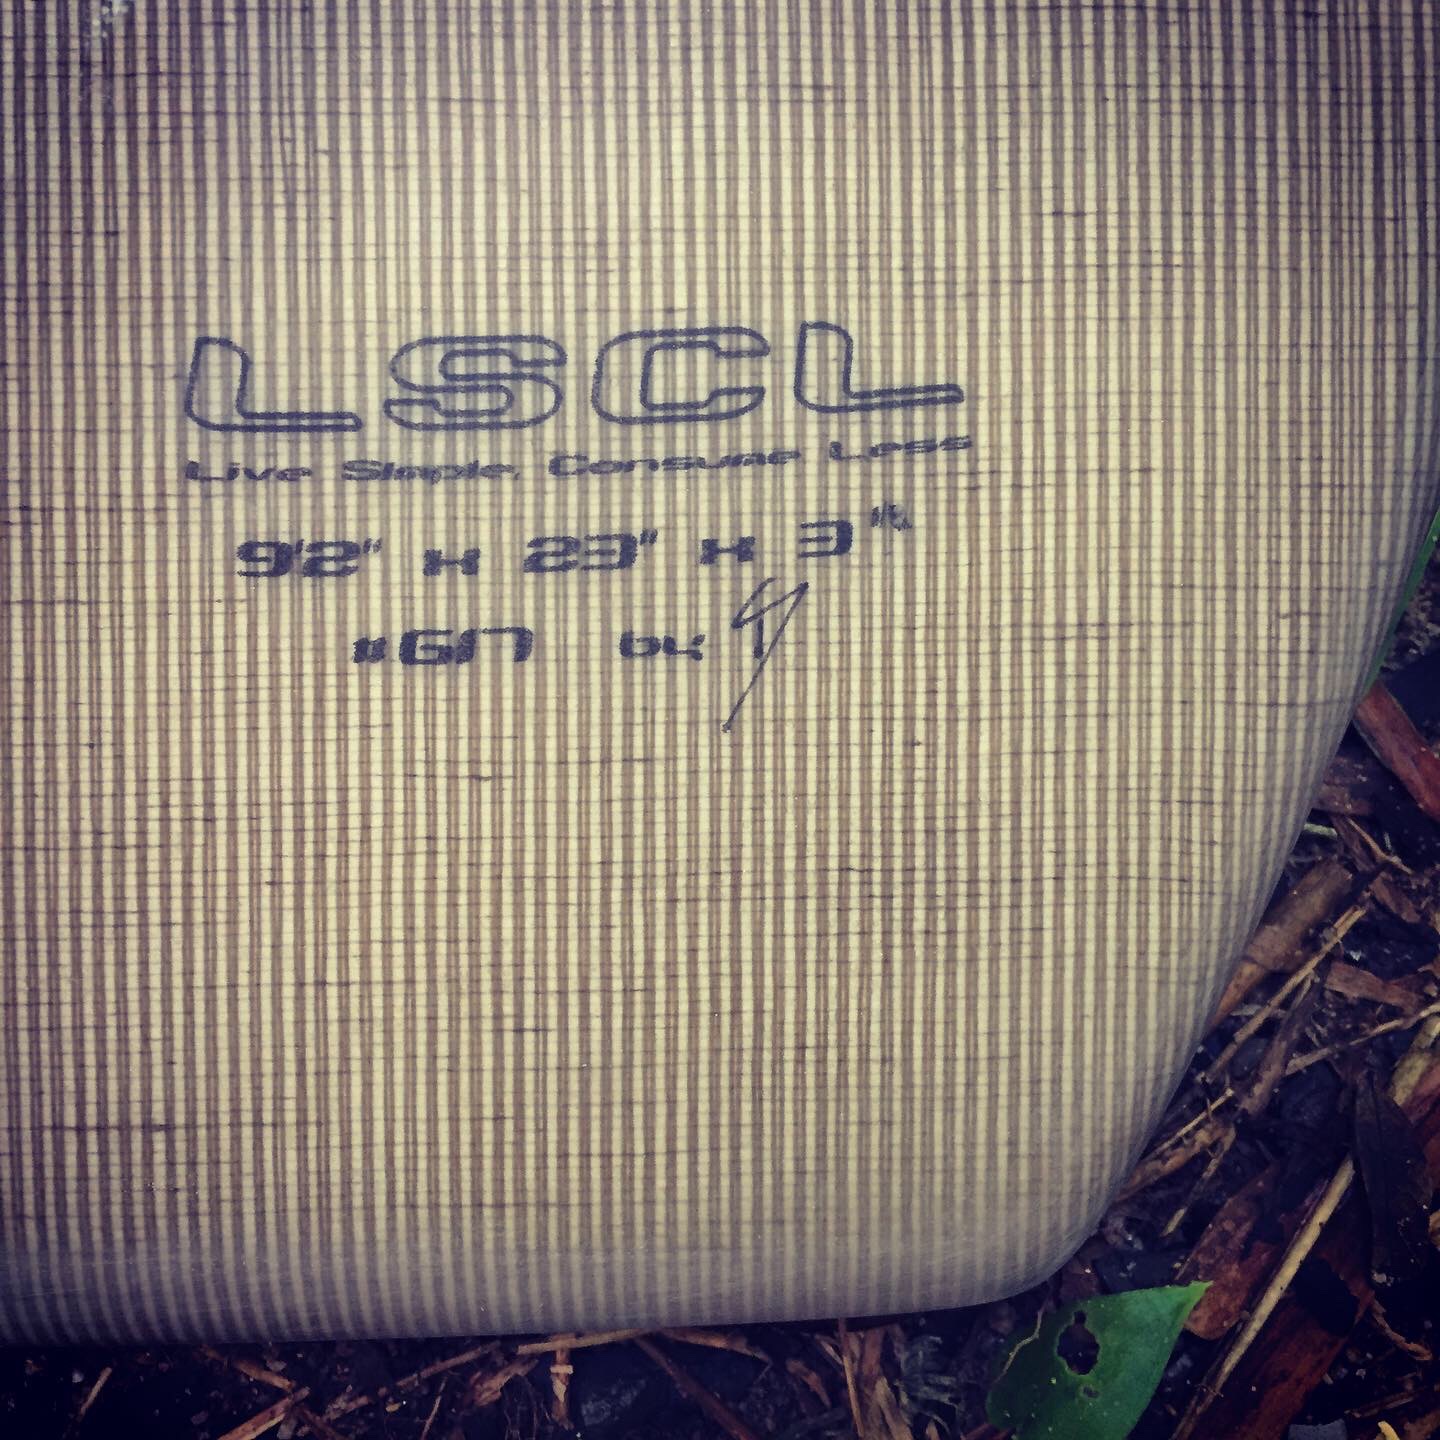 LSCL
Live Simple, Consume Less
9'2" x 23" x 3"
#617 by